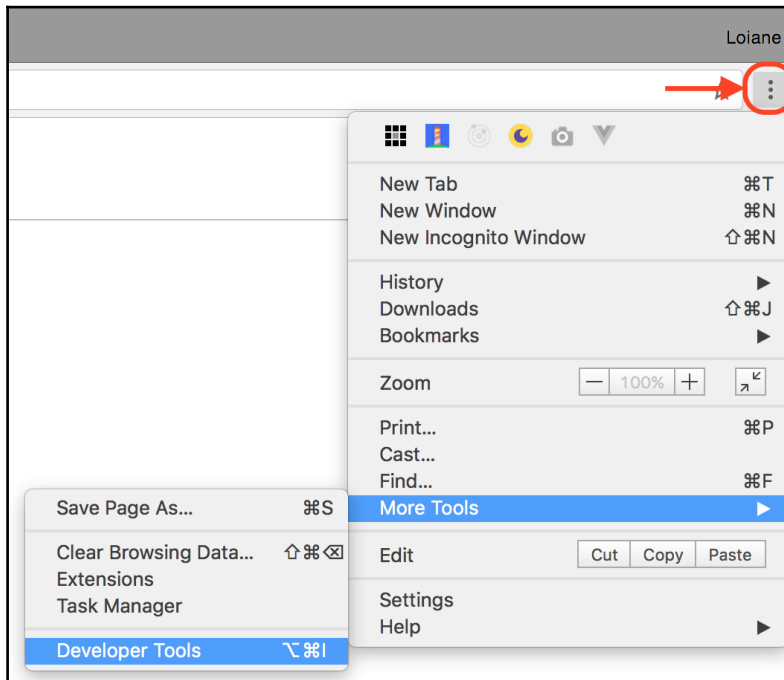 Loiane
New Tab ⌘T
New Window ⌘N
New Incognito Window ⇧⌘N
History ▶
Downloads ⇧⌘J
Bookmarks ▶
Zoom — 100% +
Print... ⌘P
Cast...
Find... ⌘F
More Tools ▶
Edit Cut Copy Paste
Settings
Help ▶
Save Page As... ⌘S
Clear Browsing Data... ⇧⌘⌫
Extensions
Task Manager
Developer Tools ⌥⌘I